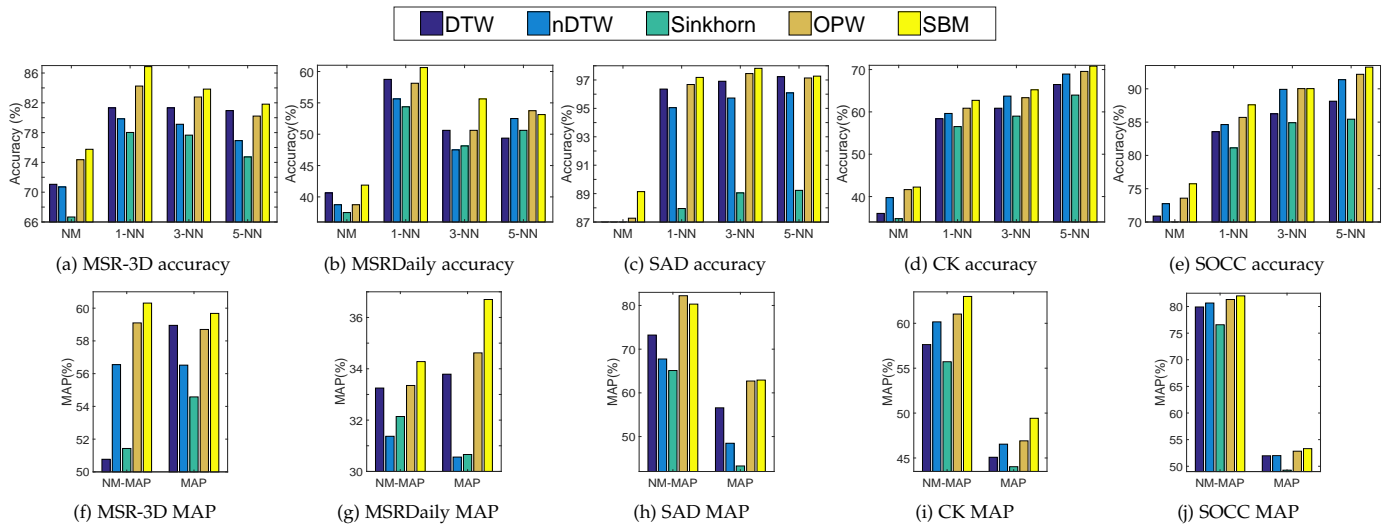 DTW nDTW Sinkhorn OPW SBM
Accuracy (%)
86
82
78
74
70
66
NM 1-NN 3-NN 5-NN
(a) MSR-3D accuracy
Accuracy(%)
60
55
50
45
40
NM 1-NN 3-NN 5-NN
(b) MSRDaily accuracy
Accuracy(%)
97
95
93
91
89
87
NM 1-NN 3-NN 5-NN
(c) SAD accuracy
Accuracy(%)
70
60
50
40
NM 1-NN 3-NN 5-NN
(d) CK accuracy
Accuracy(%)
90
85
80
75
70
NM 1-NN 3-NN 5-NN
(e) SOCC accuracy
MAP(%)
60
58
56
54
52
50
NM-MAP MAP
(f) MSR-3D MAP
MAP(%)
36
34
32
30
NM-MAP MAP
(g) MSRDaily MAP
MAP(%)
80
70
60
50
NM-MAP MAP
(h) SAD MAP
MAP(%)
60
55
50
45
NM-MAP MAP
(i) CK MAP
MAP(%)
80
75
70
65
60
55
50
NM-MAP MAP
(j) SOCC MAP